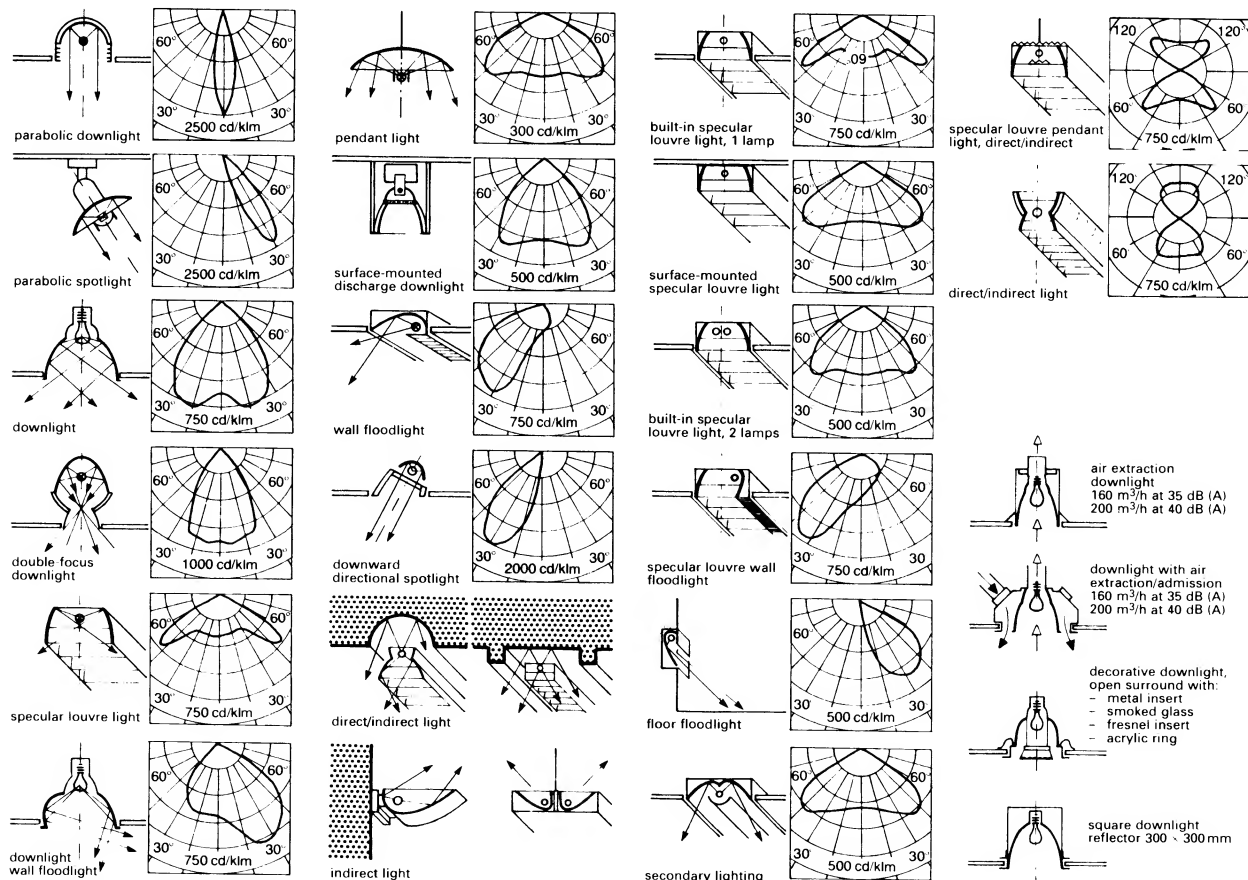 60°
60°
30°
30°
2500 cd/klm
parabolic downlight
60°
60°
30°
30°
300 cd/klm
pendant light
60°
60°
60
30°
30°
750 cd/klm
built-in specular
louvre light, 1 lamp
120°
120°
60°
60°
750 cd/klm
specular louvre pendant
light, direct/indirect
60°
60°
30°
30°
2500 cd/klm
parabolic spotlight
60°
60°
30°
30°
500 cd/klm
surface-mounted
discharge downlight
60°
60°
30°
30°
500 cd/klm
surface-mounted
specular louvre light
120°
120°
60°
60°
750 cd/klm
direct/indirect light
60°
60°
30°
30°
750 cd/klm
downlight
60°
60°
30°
30°
750 cd/klm
wall floodlight
60°
60°
30°
30°
500 cd/klm
built-in specular
louvre light, 2 lamps
60°
60°
30°
30°
1000 cd/klm
double-focus
downlight
60°
60°
30°
30°
2000 cd/klm
downward
directional spotlight
60°
60°
30°
30°
750 cd/klm
specular louvre wall
floodlight
air extraction
downlight
160 m³/h at 35 dB (A)
200 m³/h at 40 dB (A)
downlight with air
extraction/admission
160 m³/h at 35 dB (A)
200 m³/h at 40 dB (A)
60°
60°
30°
30°
750 cd/klm
specular louvre light
direct/indirect light
60°
60°
30°
30°
500 cd/klm
floor floodlight
decorative downlight,
open surround with:
- metal insert
- smoked glass
- fresnel insert
- acrylic ring
60°
60°
30°
30°
750 cd/klm
downlight
wall floodlight
indirect light
60°
60°
30°
30°
500 cd/klm
secondary lighting
square downlight
reflector 300 × 300 mm